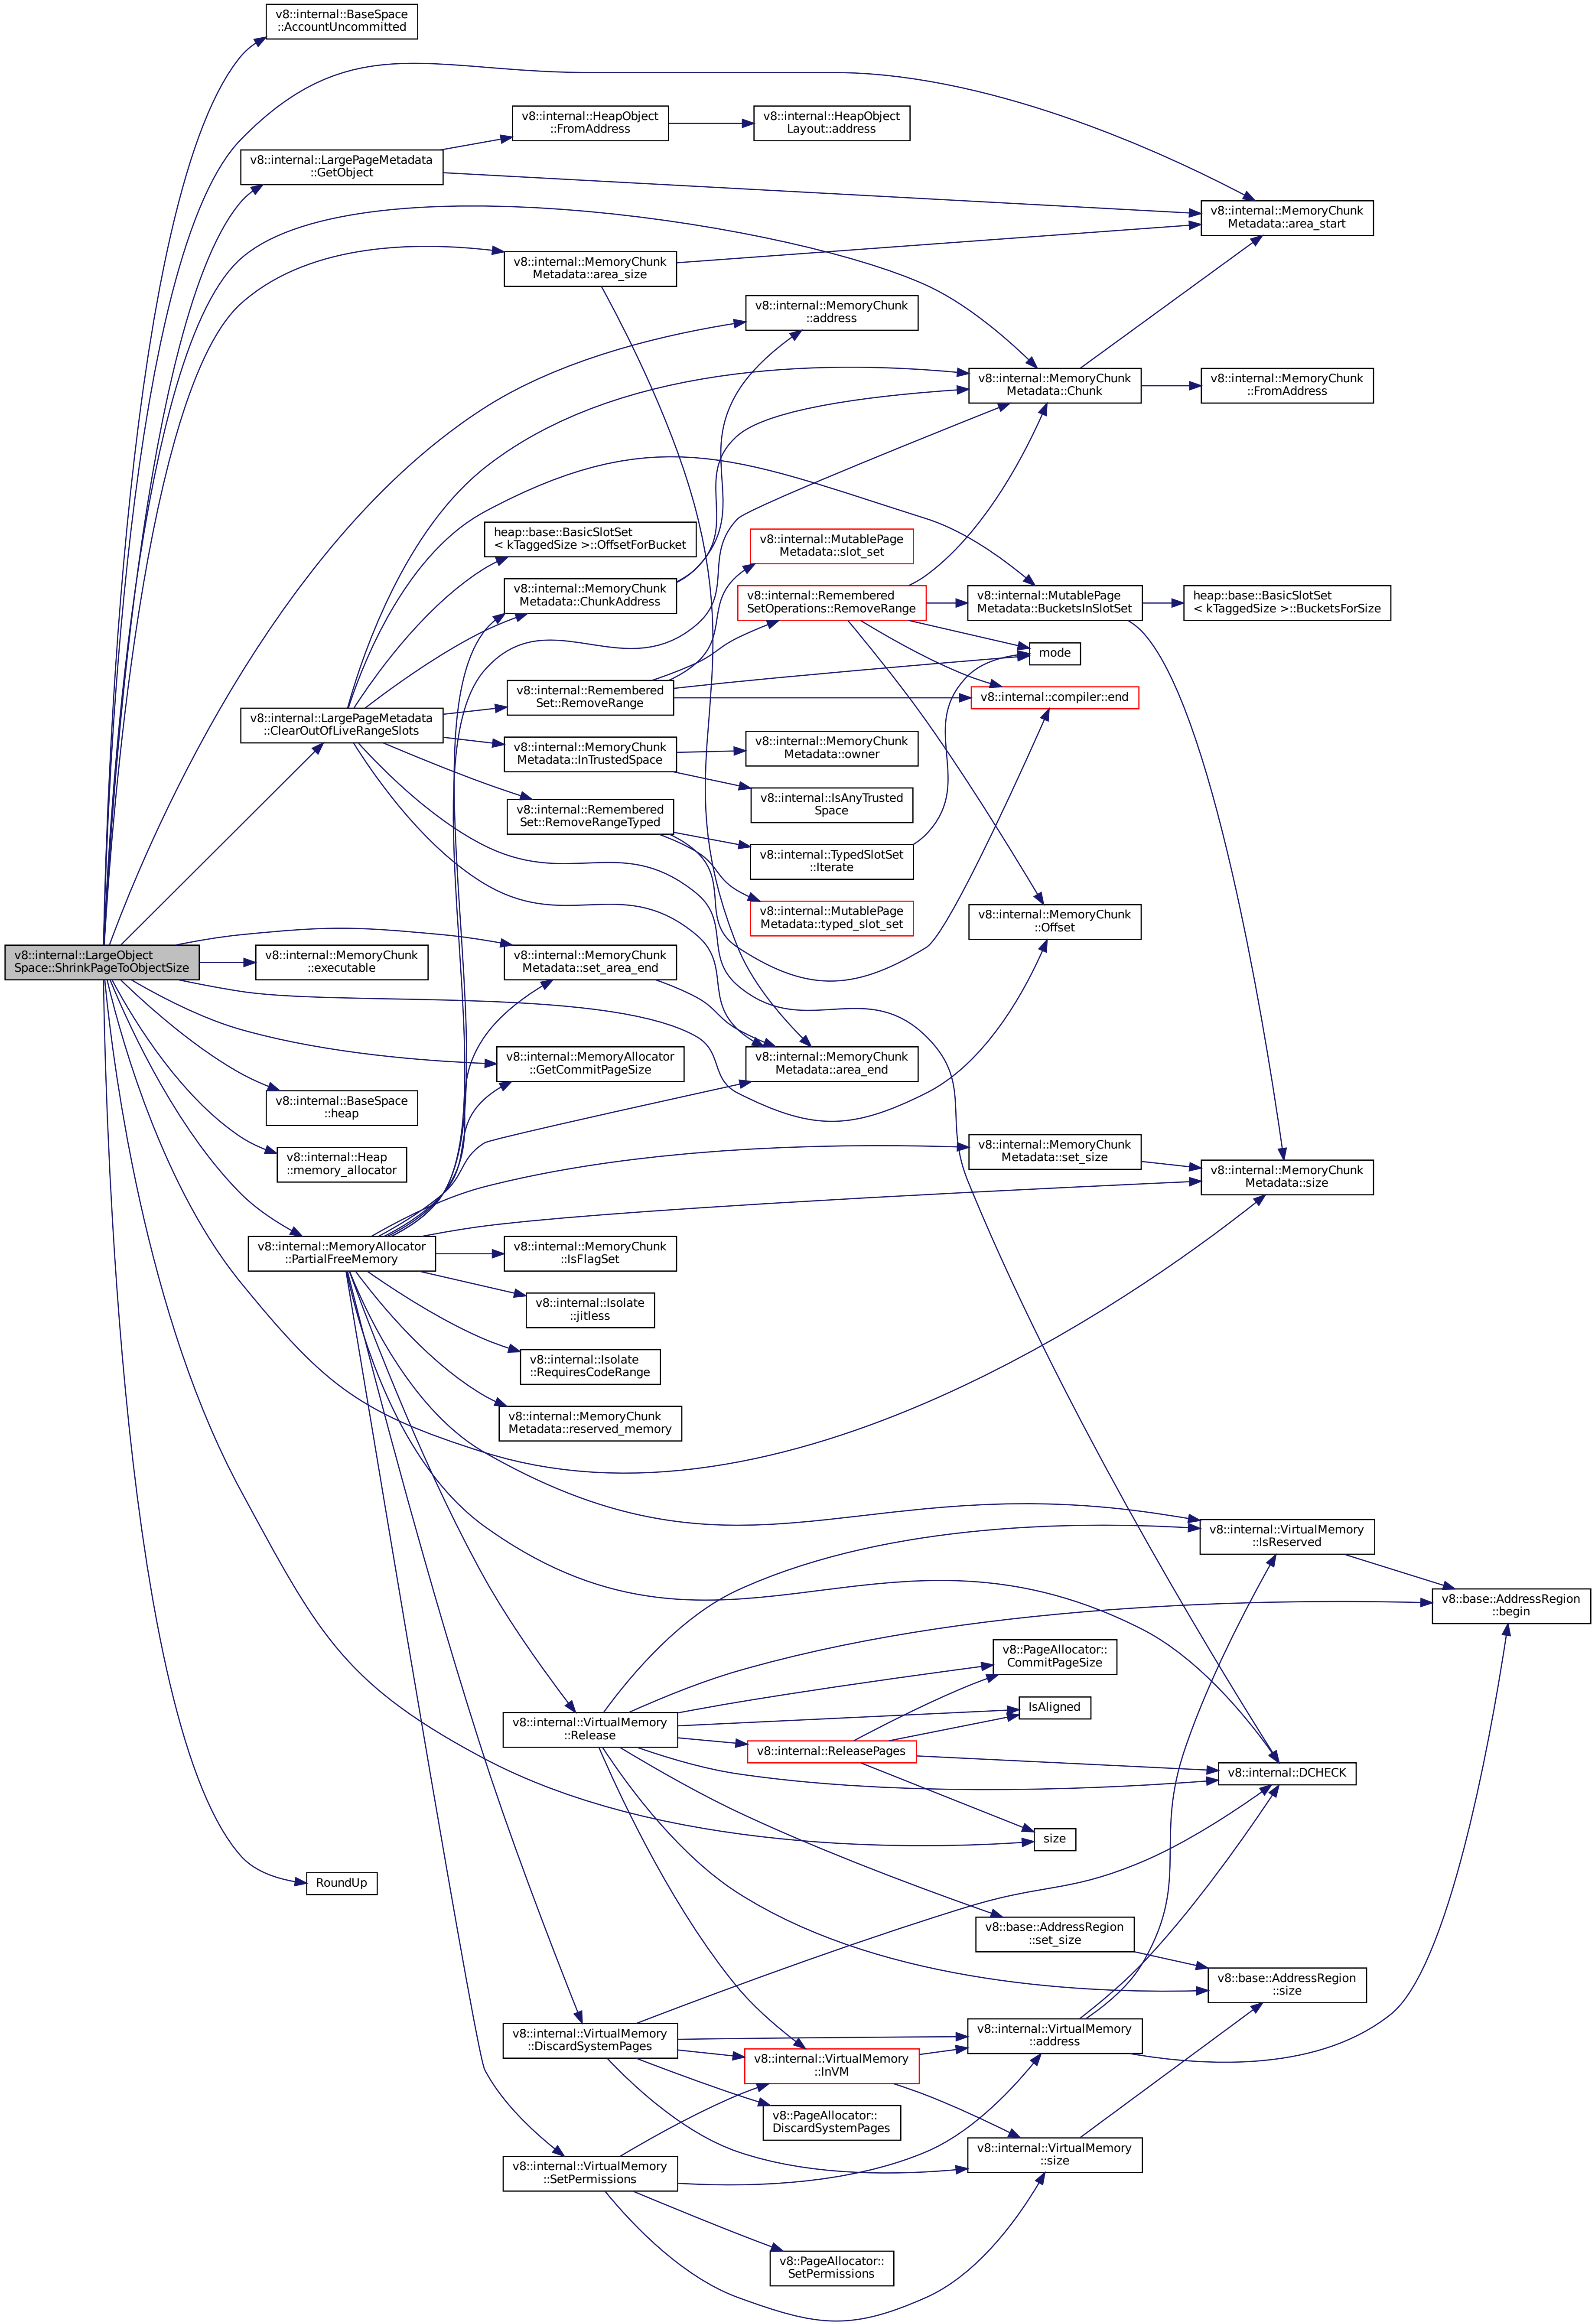 v8::internal::BaseSpace
::AccountUncommitted
v8::internal::HeapObject
::FromAddress
v8::internal::HeapObject
Layout::address
v8::internal::LargePageMetadata
::GetObject
v8::internal::MemoryChunk
Metadata::area_start
v8::internal::MemoryChunk
Metadata::area_size
v8::internal::MemoryChunk
::address
v8::internal::MemoryChunk
Metadata::Chunk
v8::internal::MemoryChunk
::FromAddress
heap::base::BasicSlotSet
< kTaggedSize >::OffsetForBucket
v8::internal::MutablePage
Metadata::slot_set
v8::internal::MemoryChunk
Metadata::ChunkAddress
v8::internal::Remembered
SetOperations::RemoveRange
v8::internal::MutablePage
Metadata::BucketsInSlotSet
heap::base::BasicSlotSet
< kTaggedSize >::BucketsForSize
mode
v8::internal::Remembered
Set::RemoveRange
v8::internal::compiler::end
v8::internal::LargePageMetadata
::ClearOutOfLiveRangeSlots
v8::internal::MemoryChunk
Metadata::InTrustedSpace
v8::internal::MemoryChunk
Metadata::owner
v8::internal::IsAnyTrusted
Space
v8::internal::Remembered
Set::RemoveRangeTyped
v8::internal::TypedSlotSet
::Iterate
v8::internal::MutablePage
Metadata::typed_slot_set
v8::internal::MemoryChunk
::Offset
v8::internal::LargeObject
Space::ShrinkPageToObjectSize
v8::internal::MemoryChunk
::executable
v8::internal::MemoryChunk
Metadata::set_area_end
v8::internal::MemoryAllocator
::GetCommitPageSize
v8::internal::MemoryChunk
Metadata::area_end
v8::internal::BaseSpace
::heap
v8::internal::Heap
::memory_allocator
v8::internal::MemoryChunk
Metadata::set_size
v8::internal::MemoryChunk
Metadata::size
v8::internal::MemoryAllocator
::PartialFreeMemory
v8::internal::MemoryChunk
::IsFlagSet
v8::internal::Isolate
::jitless
v8::internal::Isolate
::RequiresCodeRange
v8::internal::MemoryChunk
Metadata::reserved_memory
v8::internal::VirtualMemory
::IsReserved
v8::base::AddressRegion
::begin
v8::PageAllocator::
CommitPageSize
IsAligned
v8::internal::VirtualMemory
::Release
v8::internal::ReleasePages
v8::internal::DCHECK
size
RoundUp
v8::base::AddressRegion
::set_size
v8::base::AddressRegion
::size
v8::internal::VirtualMemory
::DiscardSystemPages
v8::internal::VirtualMemory
::address
v8::internal::VirtualMemory
::InVM
v8::PageAllocator::
DiscardSystemPages
v8::internal::VirtualMemory
::size
v8::internal::VirtualMemory
::SetPermissions
v8::PageAllocator::
SetPermissions